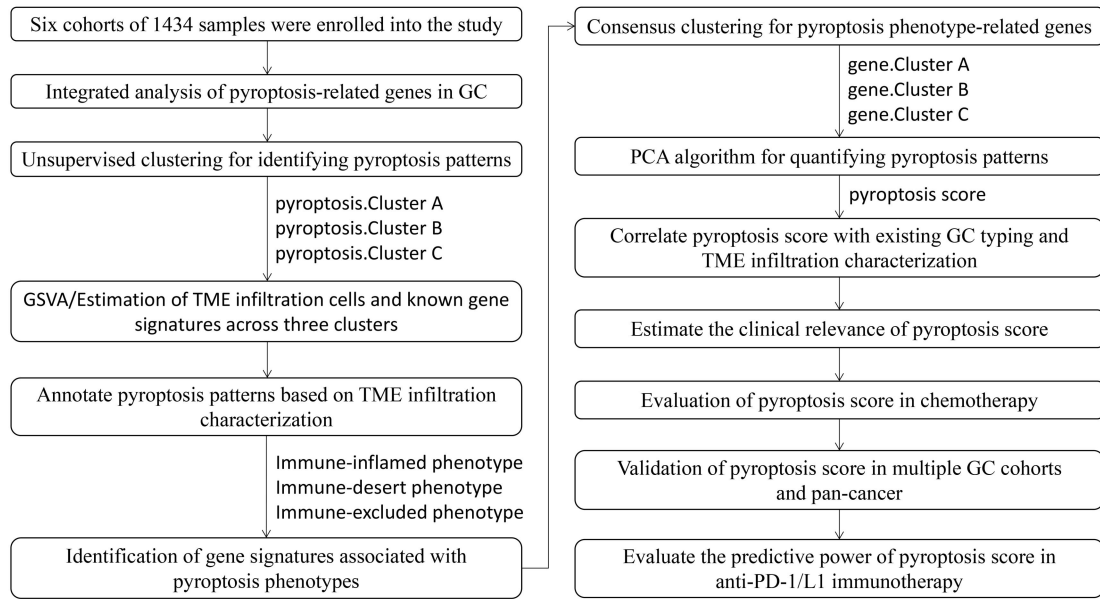 Six cohorts of 1434 samples were enrolled into the study
Integrated analysis of pyroptosis-related genes in GC
Unsupervised clustering for identifying pyroptosis patterns
pyroptosis.Cluster A
pyroptosis.Cluster B
pyroptosis.Cluster C
GSVA/Estimation of TME infiltration cells and known gene
signatures across three clusters
Annotate pyroptosis patterns based on TME infiltration
characterization
Immune-inflamed phenotype
Immune-desert phenotype
Immune-excluded phenotype
Identification of gene signatures associated with
pyroptosis phenotypes
Consensus clustering for pyroptosis phenotype-related genes
gene.Cluster A
gene.Cluster B
gene.Cluster C
PCA algorithm for quantifying pyroptosis patterns
pyroptosis score
Correlate pyroptosis score with existing GC typing and
TME infiltration characterization
Estimate the clinical relevance of pyroptosis score
Evaluation of pyroptosis score in chemotherapy
Validation of pyroptosis score in multiple GC cohorts
and pan-cancer
Evaluate the predictive power of pyroptosis score in
anti-PD-1/L1 immunotherapy